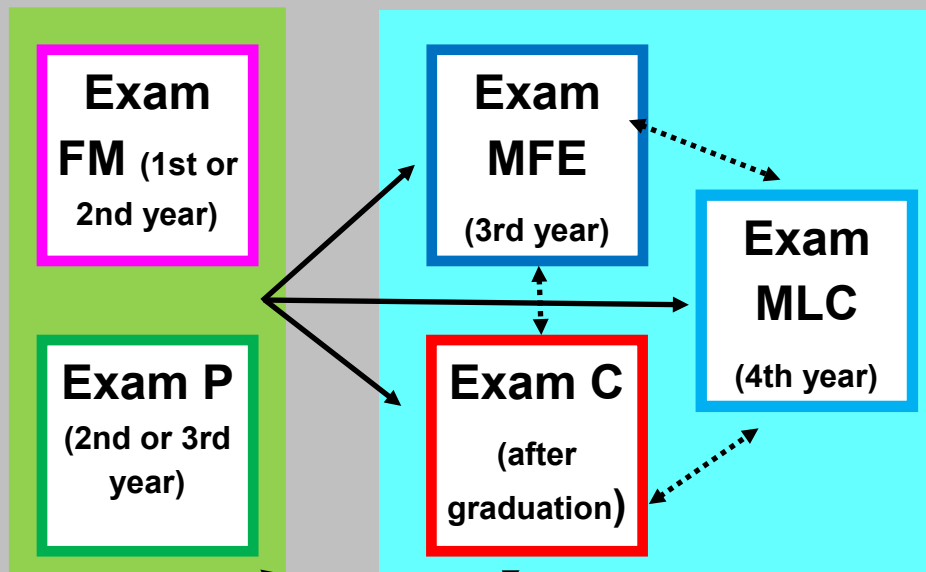 Exam
FM (1st or
2nd year)
Exam
MFE
(3rd year)
Exam
MLC
(4th year)
Exam P
(2nd or 3rd
year)
Exam C
(after
graduation)